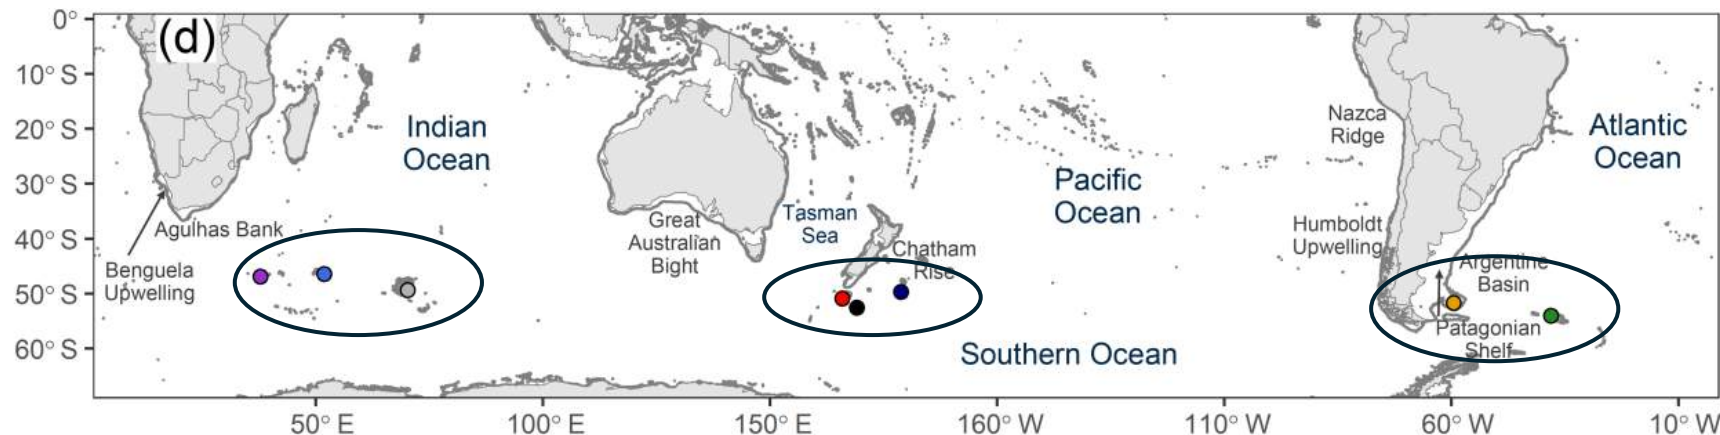 (d)
0°
10° S
20° S
30° S
40° S
50° S
60° S
Indian
Ocean
Agulhas Bank
Benguela
Upwelling
Great
Australian
Bight
Tasman
Sea
Chatham
Rise
Pacific
Ocean
Southern Ocean
Nazca
Ridge
Atlantic
Ocean
Humboldt
Upwelling
Argentine
Basin
Patagonian
Shelf
50° E
100° E
150° E
160° W
110° W
60° W
10° W